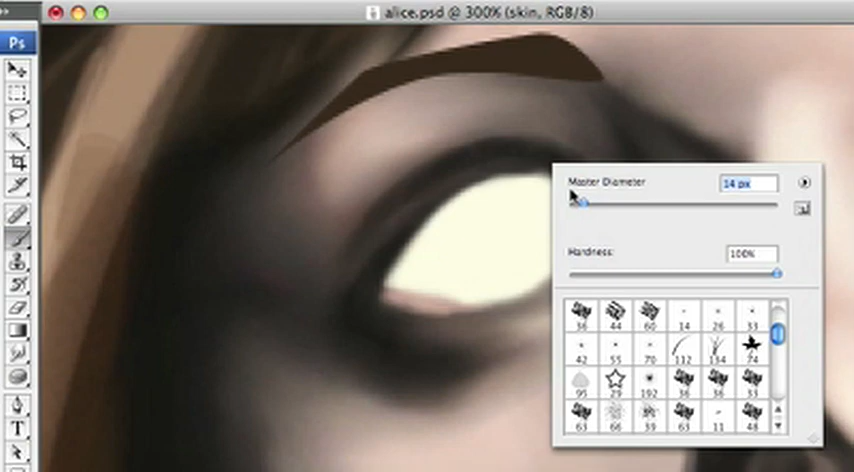 alice.psd @ 300% (skin, RGB/8)
Ps
Master Diameter
14 px
Hardness:
100%
36 44 60 14 26 33
42 55 70 112 134 74
95 29 192 36 36 33
63 66 39 63 11 48
T